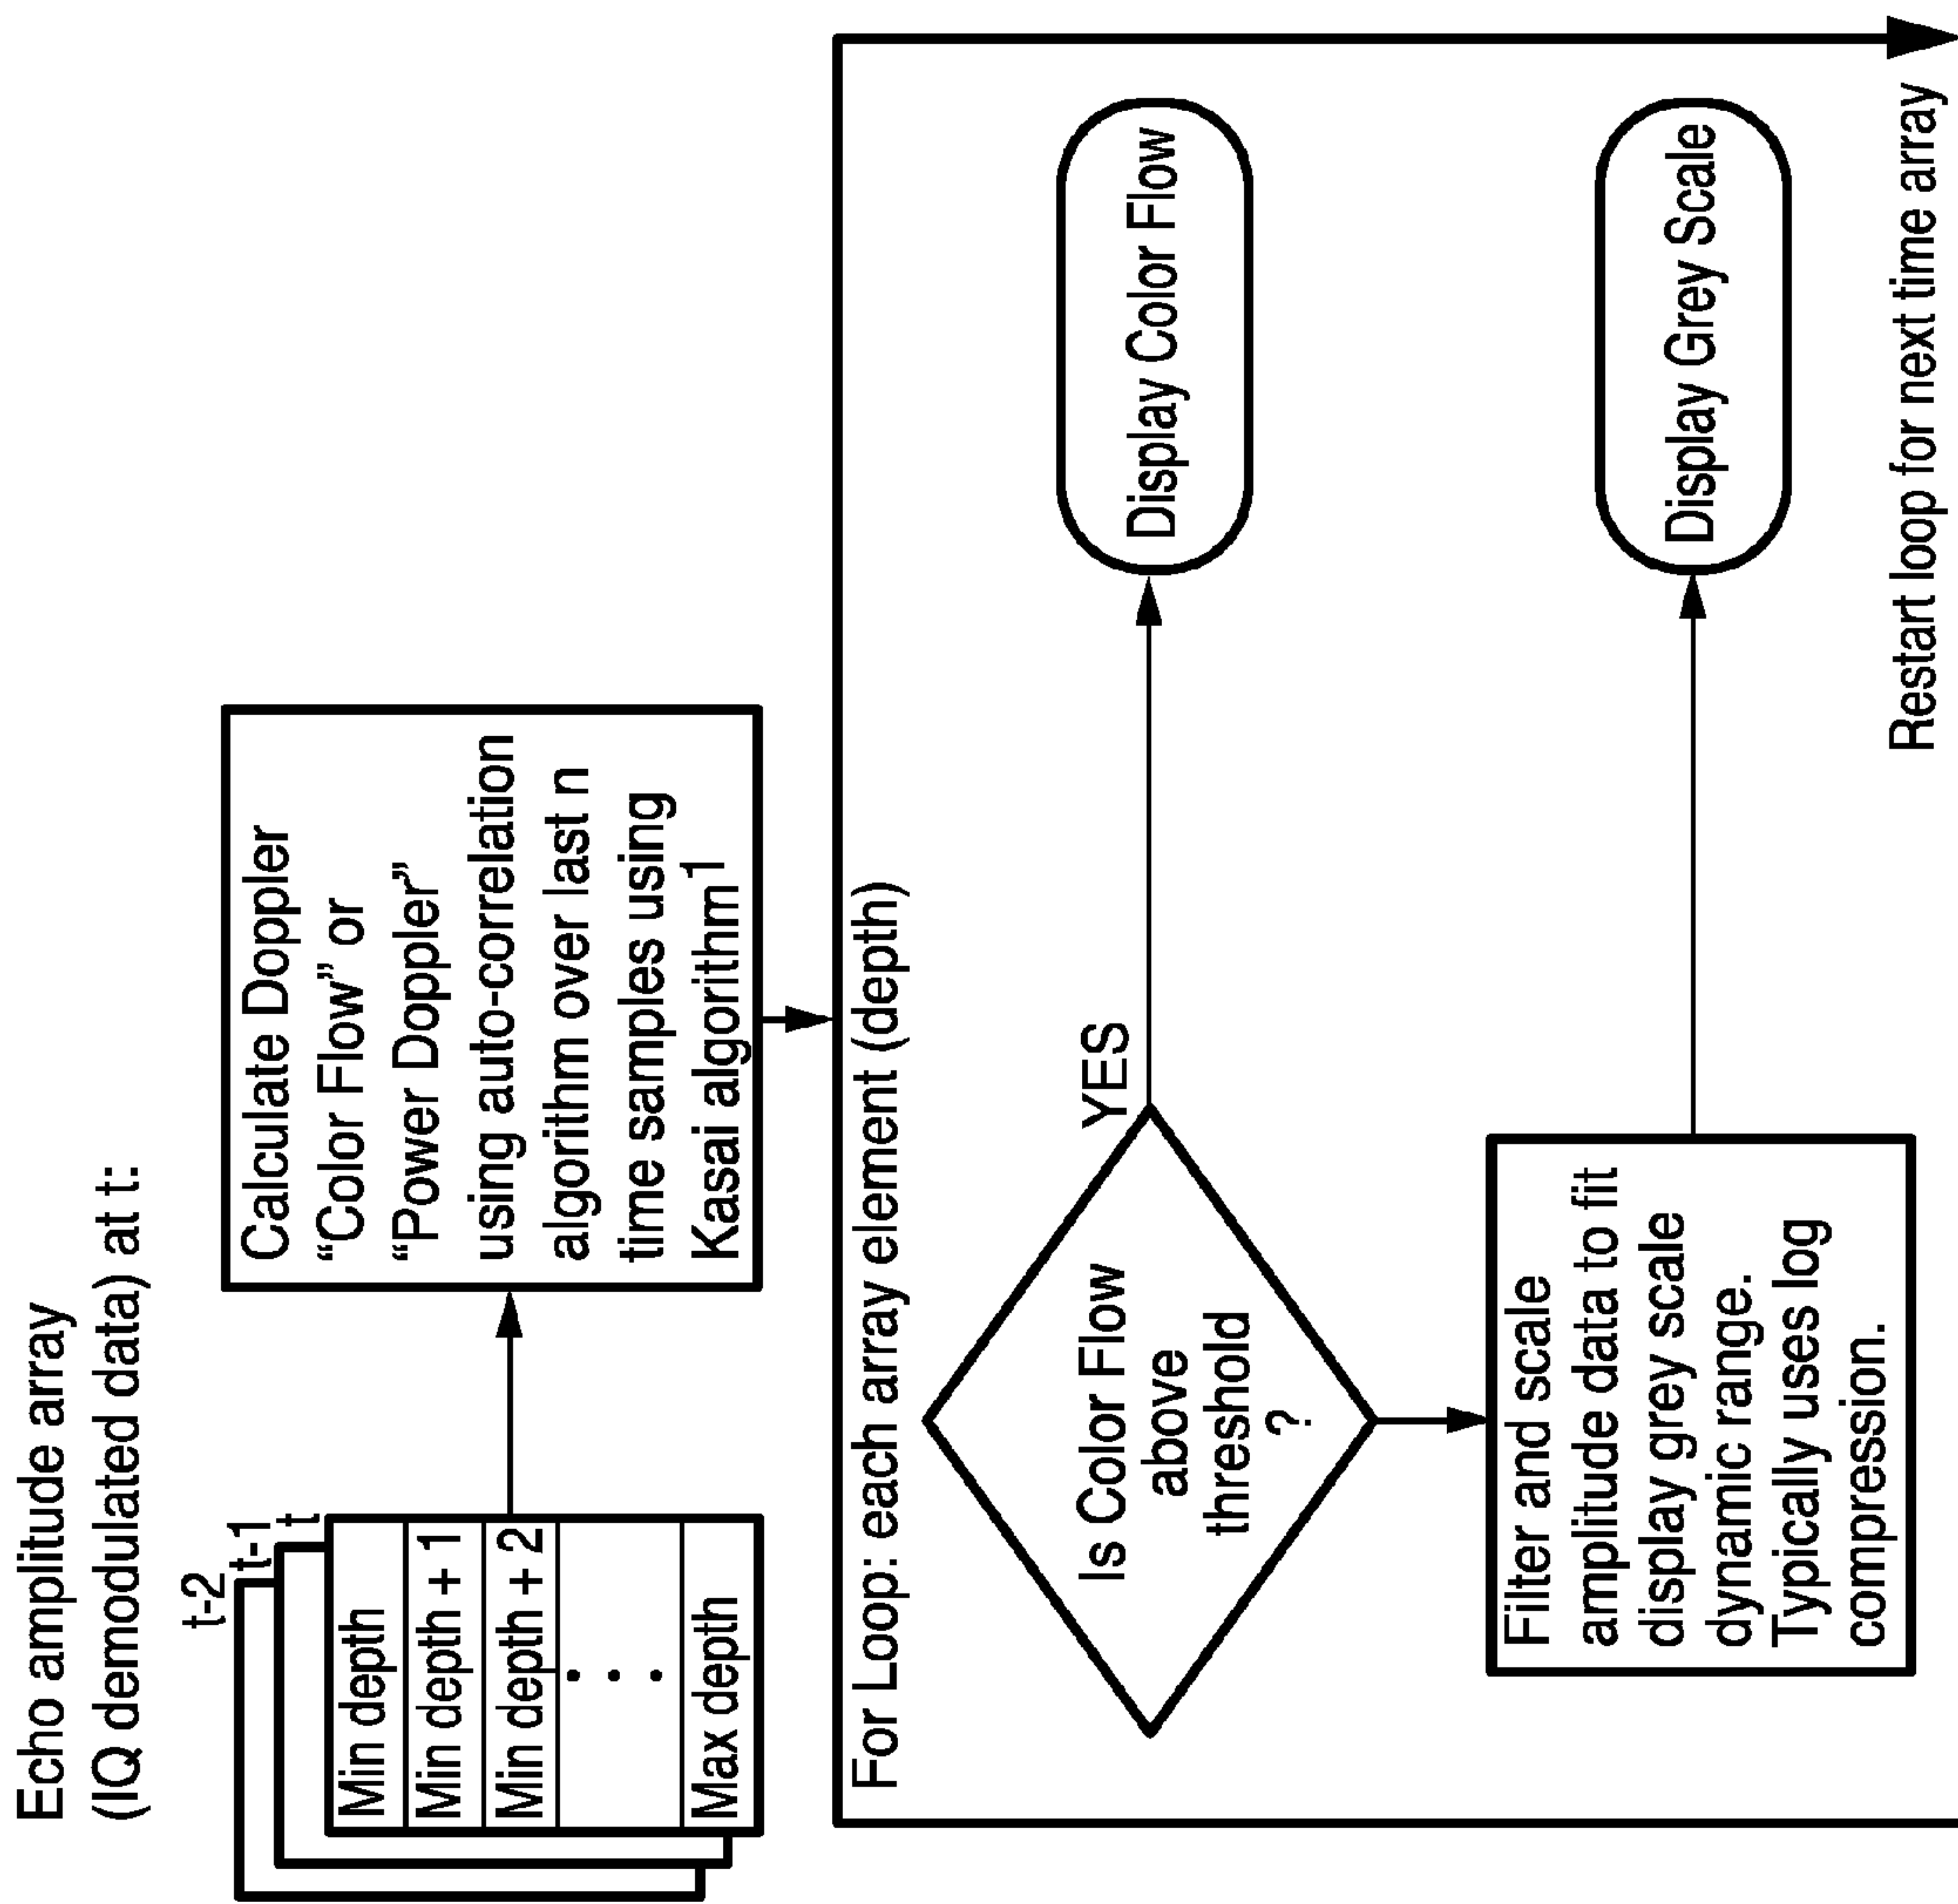 Echo amplitude array
(IQ demodulated data) at t:
t-2
t-1
t
Min depth
Min depth + 1
Min depth + 2
. . .
Max depth
Calculate Doppler
“Color Flow” or
“Power Doppler”
using auto-correlation
algorithm over last n
time samples using
Kasai algorithm1
For Loop: each array element (depth)
Is Color Flow
above
threshold
?
YES
Display Color Flow
Filter and scale
amplitude data to fit
display grey scale
dynamic range.
Typically uses log
compression.
Display Grey Scale
Restart loop for next time array